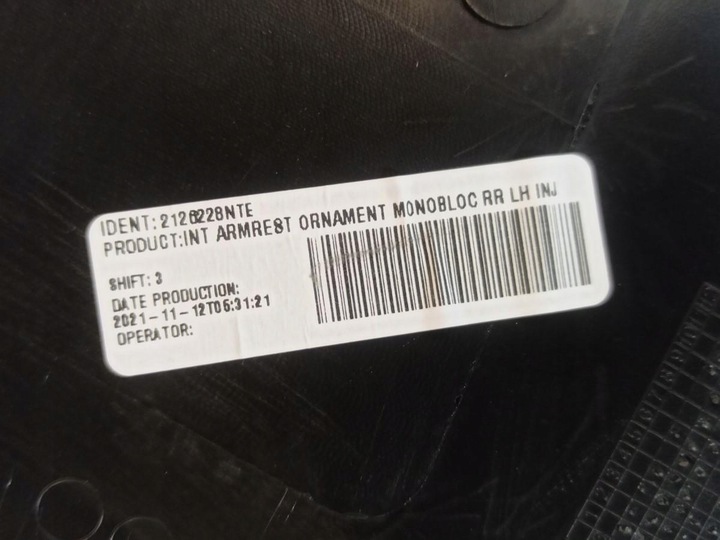 IDENT: 2126228NTE
PRODUCT:INT ARMREST ORNAMENT MONOBLOC RR LH INJ
SHIFT: 3
DATE PRODUCTION:
2021-11-12T06:31:21
OPERATOR: